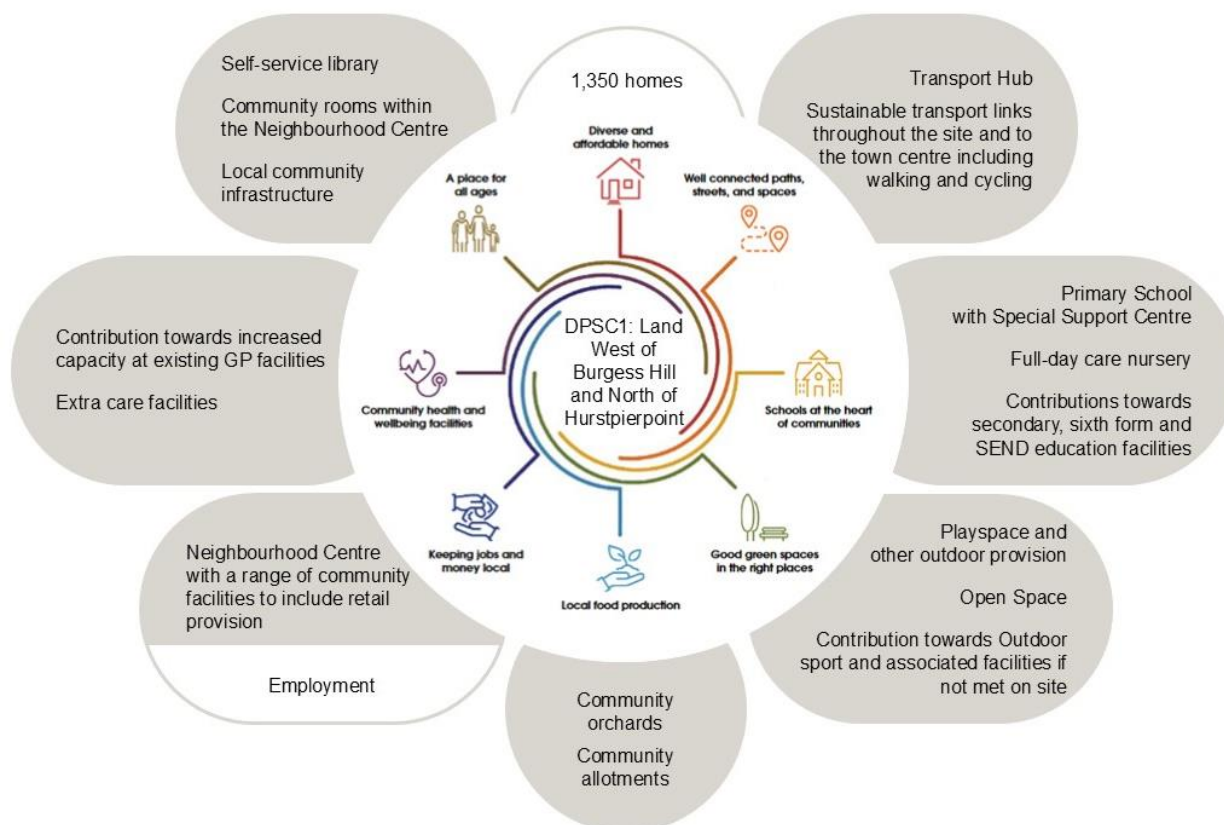 1,350 homes
Diverse and
affordable homes
Transport Hub
Sustainable transport links
throughout the site and to
the town centre including
walking and cycling
Well connected paths,
streets, and spaces
Primary School
with Special Support Centre
Full-day care nursery
Contributions towards
secondary, sixth form and
SEND education facilities
Schools at the heart
of communities
Playspace and
other outdoor provision
Open Space
Contribution towards Outdoor
sport and associated facilities if
not met on site
Good green spaces
in the right places
Local food production
Community
orchards
Community
allotments
Keeping jobs and
money local
Neighbourhood Centre
with a range of community
facilities to include retail
provision
Employment
Community health and
wellbeing facilities
Contribution towards increased
capacity at existing GP facilities
Extra care facilities
A place for
all ages
Self-service library
Community rooms within
the Neighbourhood Centre
Local community
infrastructure
DPSC1: Land
West of
Burgess Hill
and North of
Hurstpierpoint